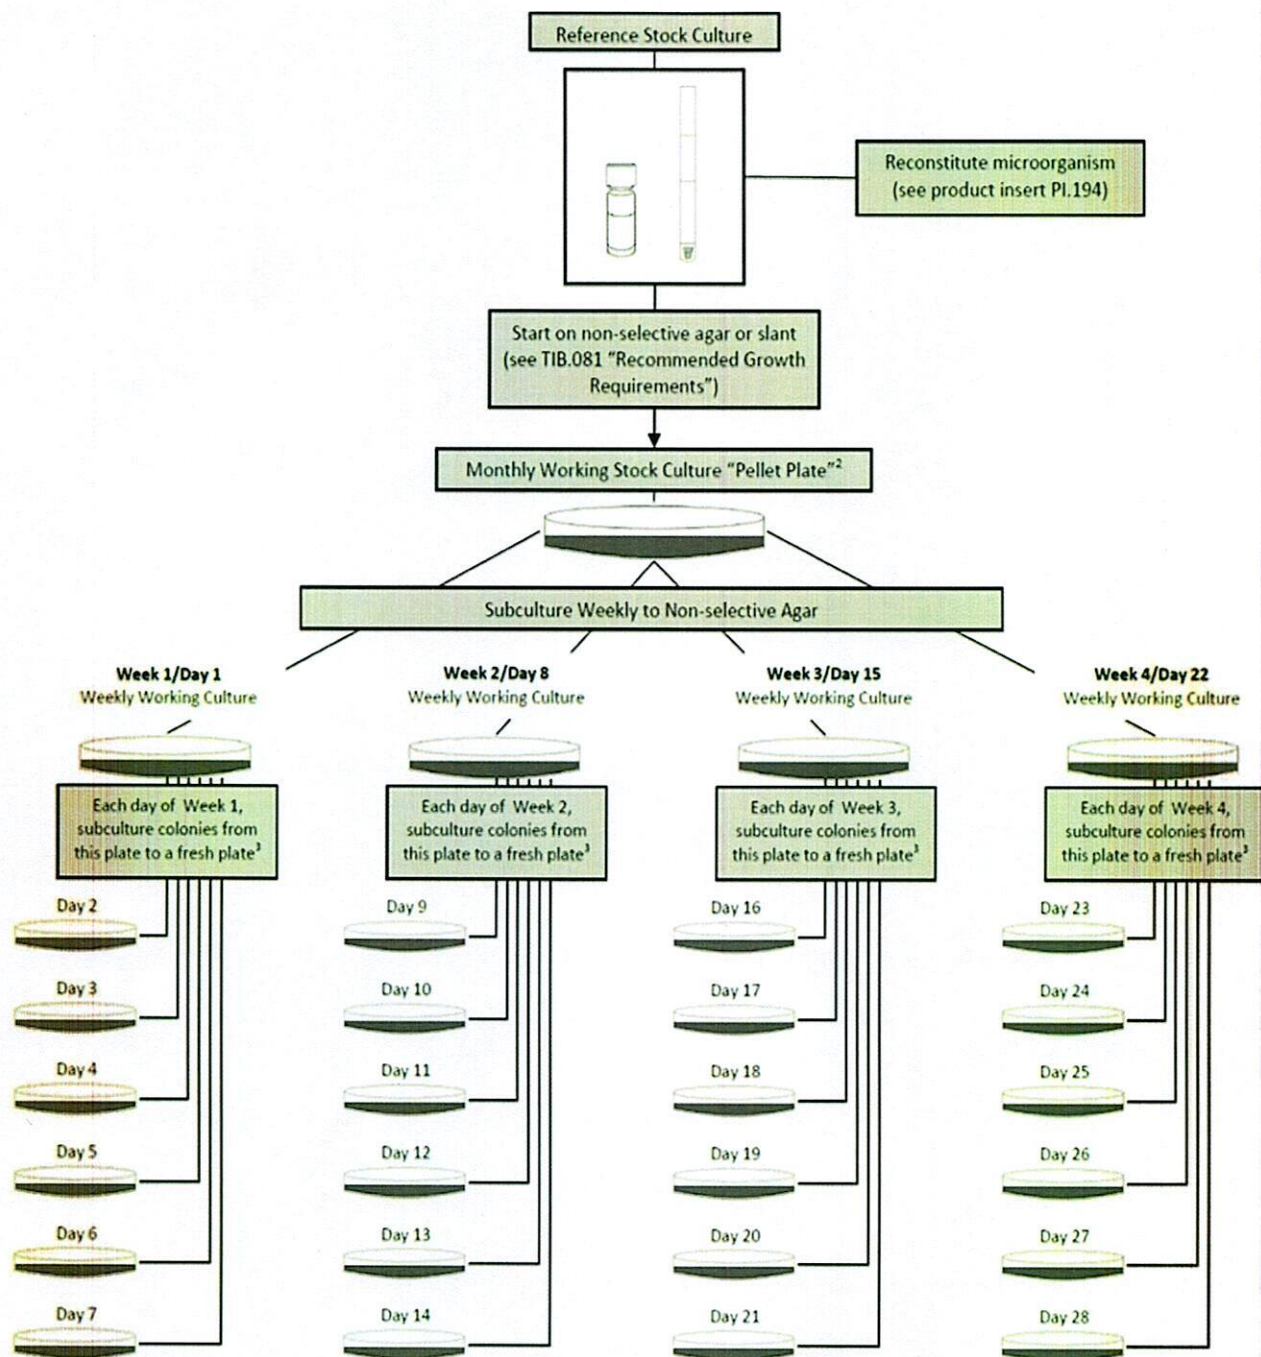 Reference Stock Culture
Reconstitute microorganism
(see product insert PI.194)
Start on non-selective agar or slant
(see TIB.081 "Recommended Growth
Requirements")
Monthly Working Stock Culture "Pellet Plate"²
Subculture Weekly to Non-selective Agar
Week 1/Day 1
Weekly Working Culture
Week 2/Day 8
Weekly Working Culture
Week 3/Day 15
Weekly Working Culture
Week 4/Day 22
Weekly Working Culture
Each day of Week 1,
subculture colonies from
this plate to a fresh plate³
Each day of Week 2,
subculture colonies from
this plate to a fresh plate³
Each day of Week 3,
subculture colonies from
this plate to a fresh plate³
Each day of Week 4,
subculture colonies from
this plate to a fresh plate³
Day 2
Day 3
Day 4
Day 5
Day 6
Day 7
Day 9
Day 10
Day 11
Day 12
Day 13
Day 14
Day 16
Day 17
Day 18
Day 19
Day 20
Day 21
Day 23
Day 24
Day 25
Day 26
Day 27
Day 28